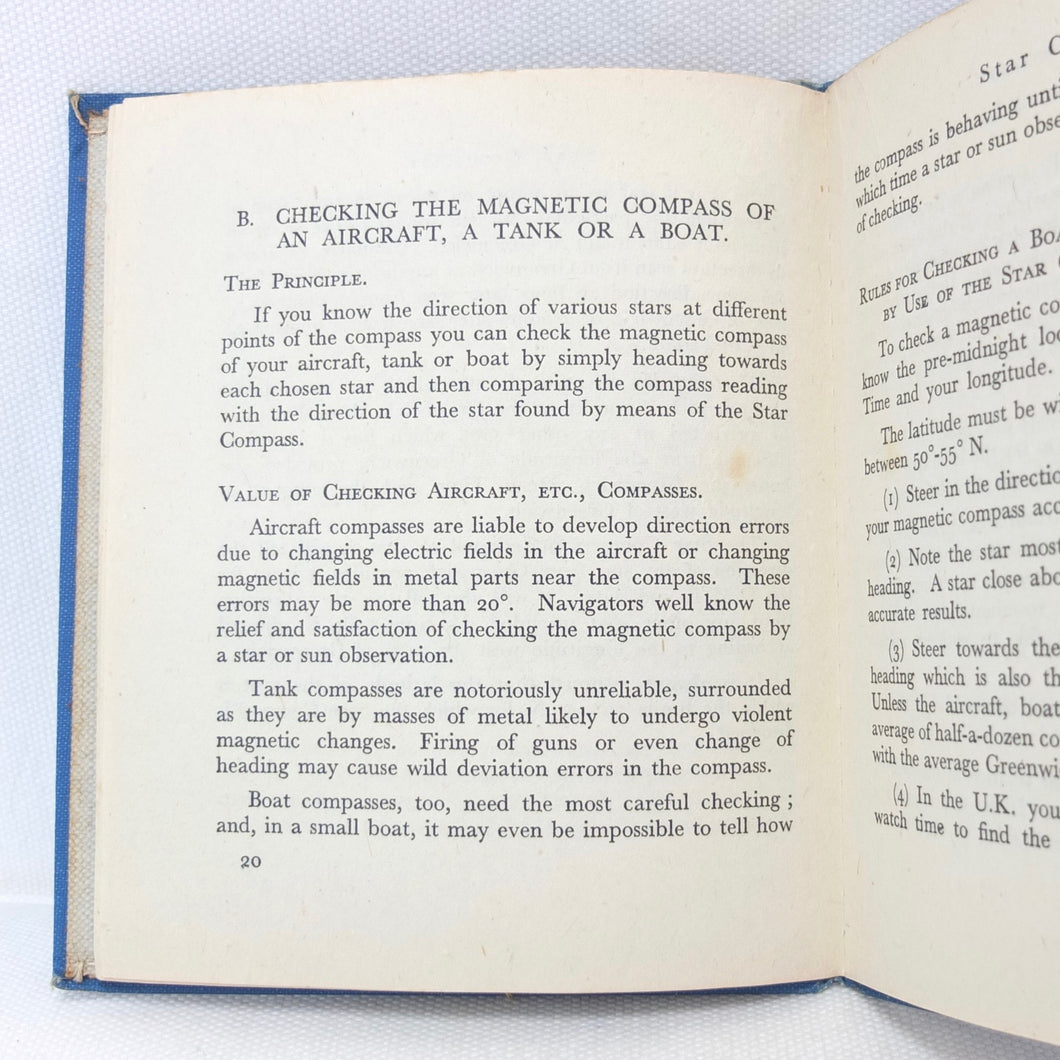 B. CHECKING THE MAGNETIC COMPASS OF
AN AIRCRAFT, A TANK OR A BOAT.
THE PRINCIPLE.
If you know the direction of various stars at different
points of the compass you can check the magnetic compass
of your aircraft, tank or boat by simply heading towards
each chosen star and then comparing the compass reading
with the direction of the star found by means of the Star
Compass.
VALUE OF CHECKING AIRCRAFT, ETC., COMPASSES.
Aircraft compasses are liable to develop direction errors
due to changing electric fields in the aircraft or changing
magnetic fields in metal parts near the compass. These
errors may be more than 20°. Navigators well know the
relief and satisfaction of checking the magnetic compass by
a star or sun observation.
Tank compasses are notoriously unreliable, surrounded
as they are by masses of metal likely to undergo violent
magnetic changes. Firing of guns or even change of
heading may cause wild deviation errors in the compass.
Boat compasses, too, need the most careful checking ;
and, in a small boat, it may even be impossible to tell how
20
Star
the compass is behaving
which time a star or sun
of checking.
RULES FOR CHECKING A
BY USE OF THE STAR
To check a magnetic
know the pre-midnight
Time and your longitude.
The latitude must be
between 50°-55° N.
(1) Steer in the
your magnetic compass
(2) Note the star
heading. A star close
accurate results.
(3) Steer towards the
heading which is also
Unless the aircraft,
average of half-a-dozen
with the average
(4) In the U.K.
watch time to find the